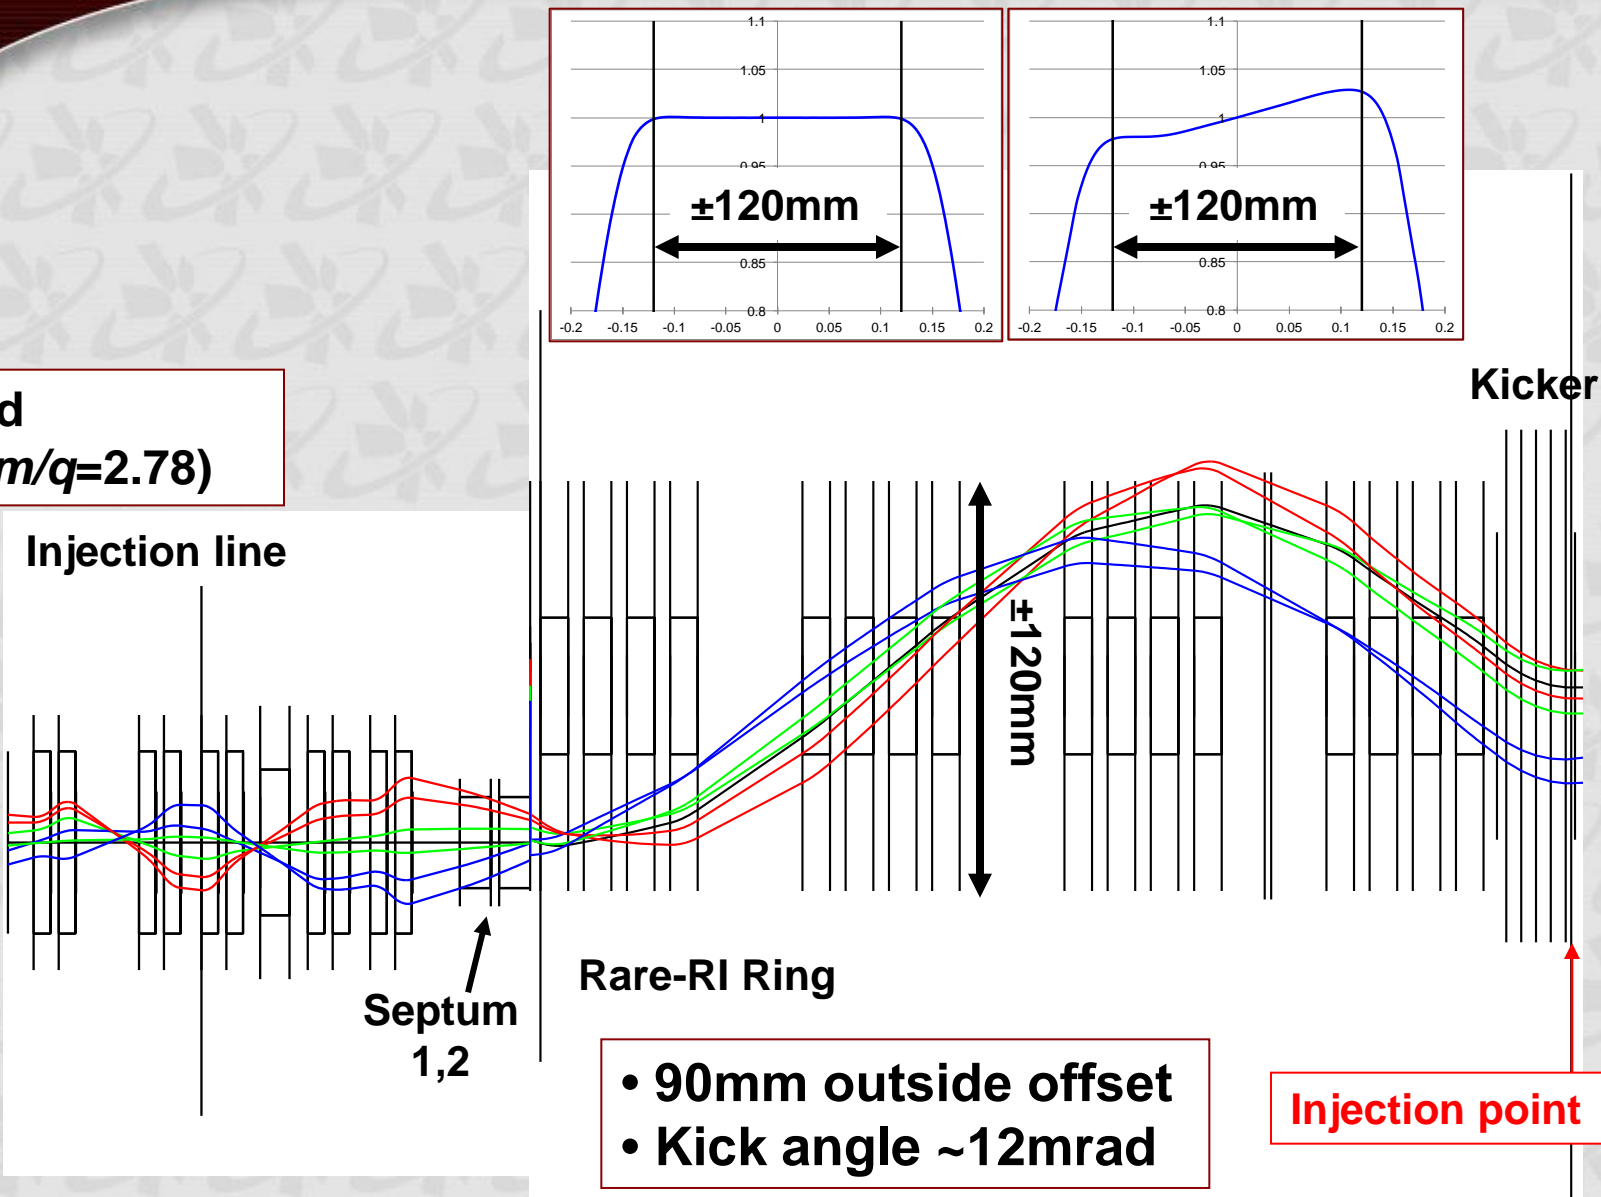 1.1
1.05
1
0.95
±120mm
0.85
0.8
-0.2 -0.15 -0.1 -0.05 0 0.05 0.1 0.15 0.2
1.1
1.05
1
0.95
±120mm
0.85
0.8
-0.2 -0.15 -0.1 -0.05 0 0.05 0.1 0.15 0.2
Kicker
d
m/q=2.78)
Injection line
±120mm
Rare-RI Ring
Septum
1,2
• 90mm outside offset
• Kick angle ~12mrad
Injection point